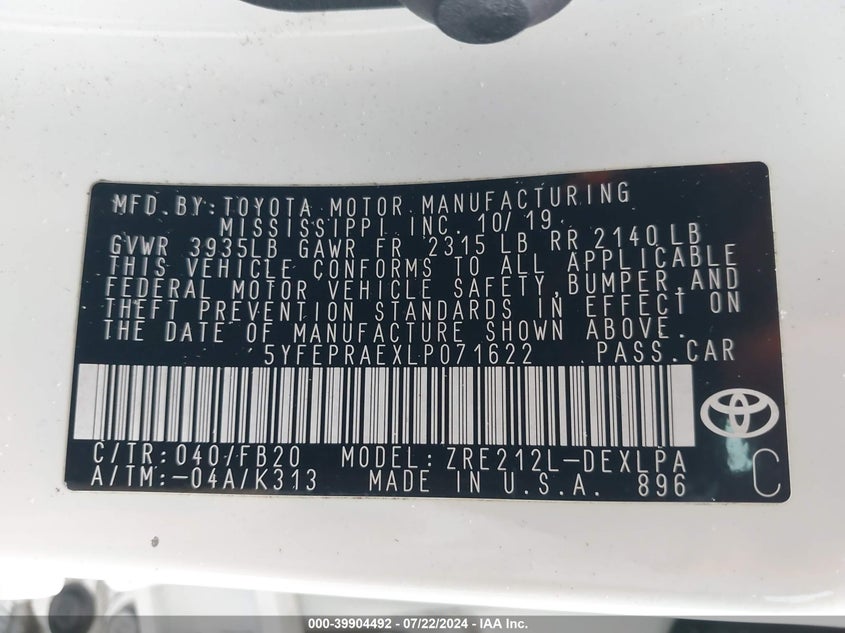 MFD. BY: TOYOTA MOTOR MANUFACTURING
MISSISSIPPI INC. 10/19
GVWR 3935LB GAWR FR 2315 LB RR 2140 LB
THIS VEHICLE CONFORMS TO ALL APPLICABLE
FEDERAL MOTOR VEHICLE SAFETY, BUMPER, AND
THEFT PREVENTION STANDARDS IN EFFECT ON
THE DATE OF MANUFACTURE SHOWN ABOVE.
5YFEPRAEXLP071622 PASS. CAR
C/TR: 040/FB20 MODEL: ZRE212L-DEXLPA
A/TM: -04A/K313 MADE IN U.S.A. 896 C
000-39904492 - 07/22/2024 - IAA Inc.